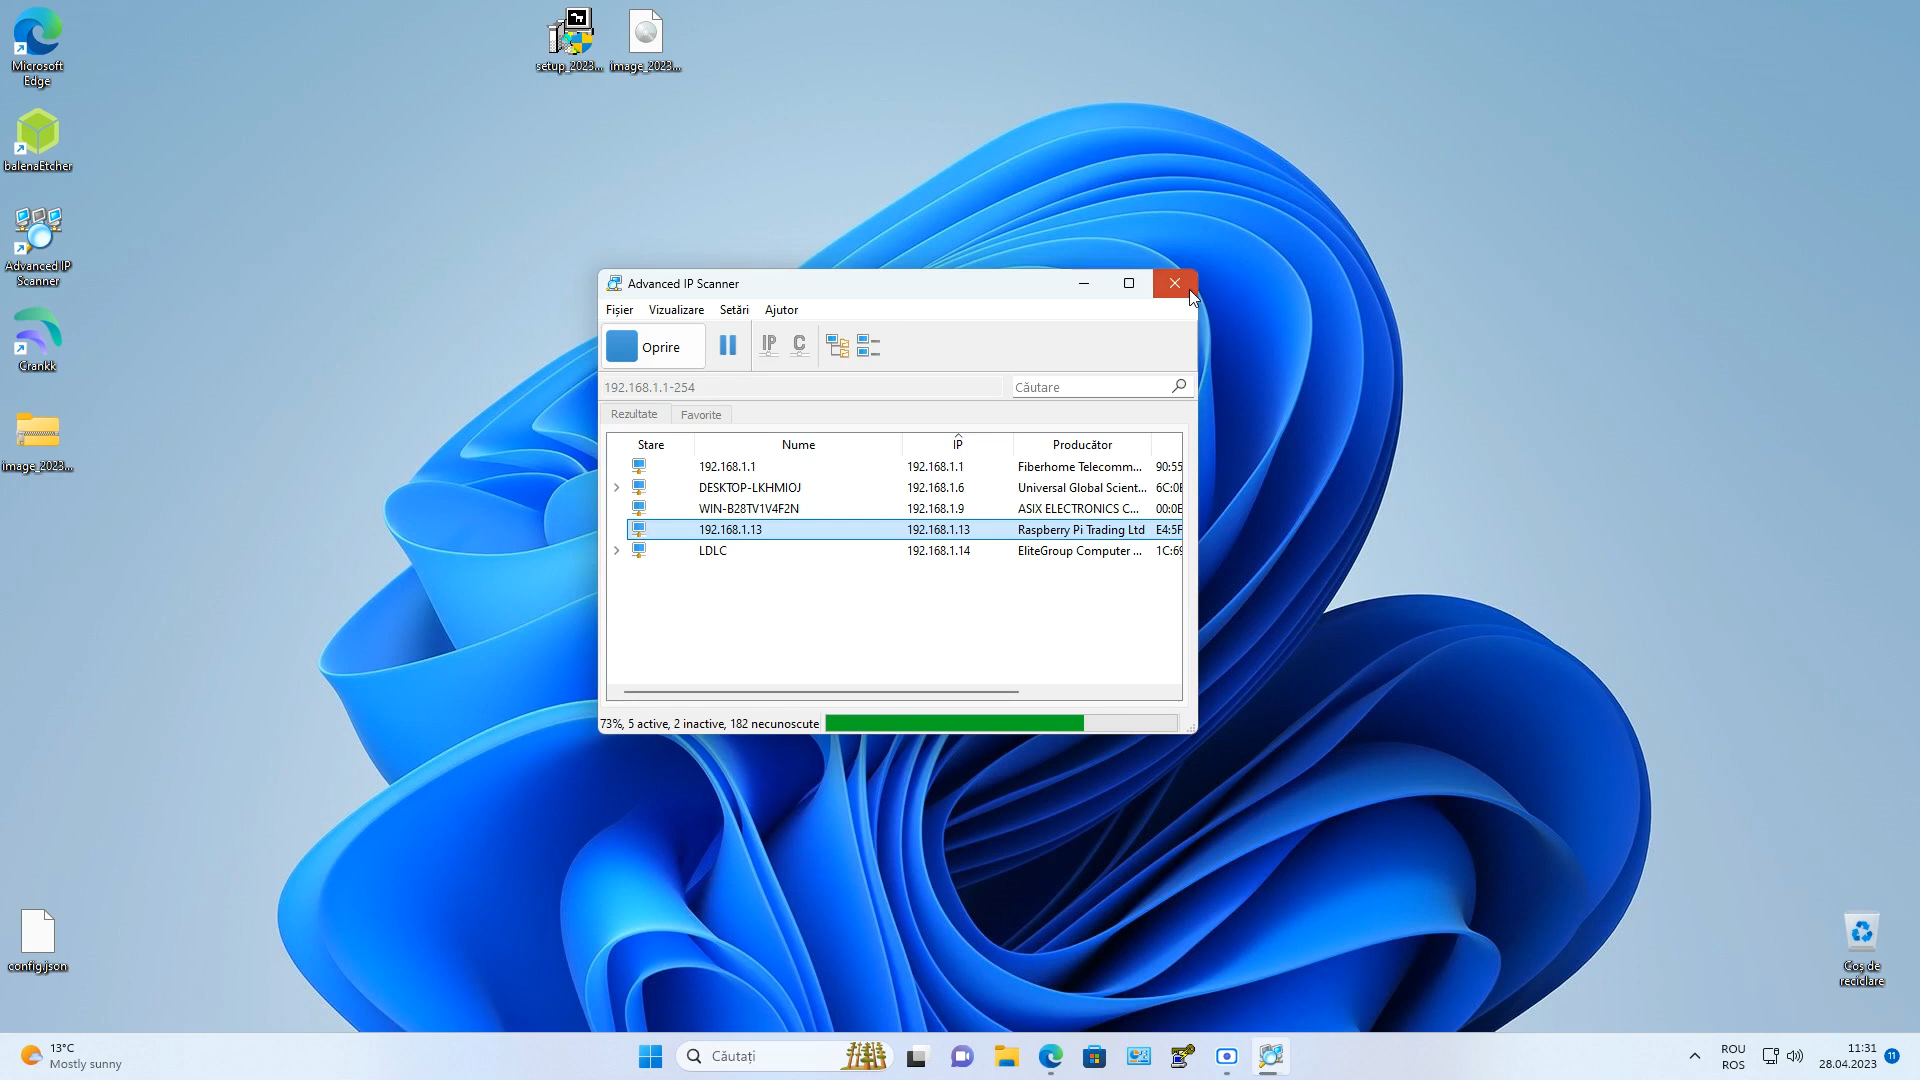 Microsoft
Edge
balenaEtcher
Advanced IP
Scanner
Crankk
image_2023...
config.json
setup_2023...
image_2023...
Advanced IP Scanner
Fișier Vizualizare Setări Ajutor
Oprire
IP C
192.168.1.1-254
Căutare
Rezultate Favorite
Stare Nume IP Producător
192.168.1.1 192.168.1.1 Fiberhome Telecomm... 90:55
DESKTOP-LKHMIOJ 192.168.1.6 Universal Global Scient... 6C:0
WIN-B28TV1V4F2N 192.168.1.9 ASIX ELECTRONICS C... 00:0E
192.168.1.13 192.168.1.13 Raspberry Pi Trading Ltd E4:5F
LDLC 192.168.1.14 EliteGroup Computer ... 1C:69
73%, 5 active, 2 inactive, 182 necunoscute
Coș de
reciclare
13°C
Mostly sunny
Căutați
ROU
ROS
11:31
28.04.2023
11